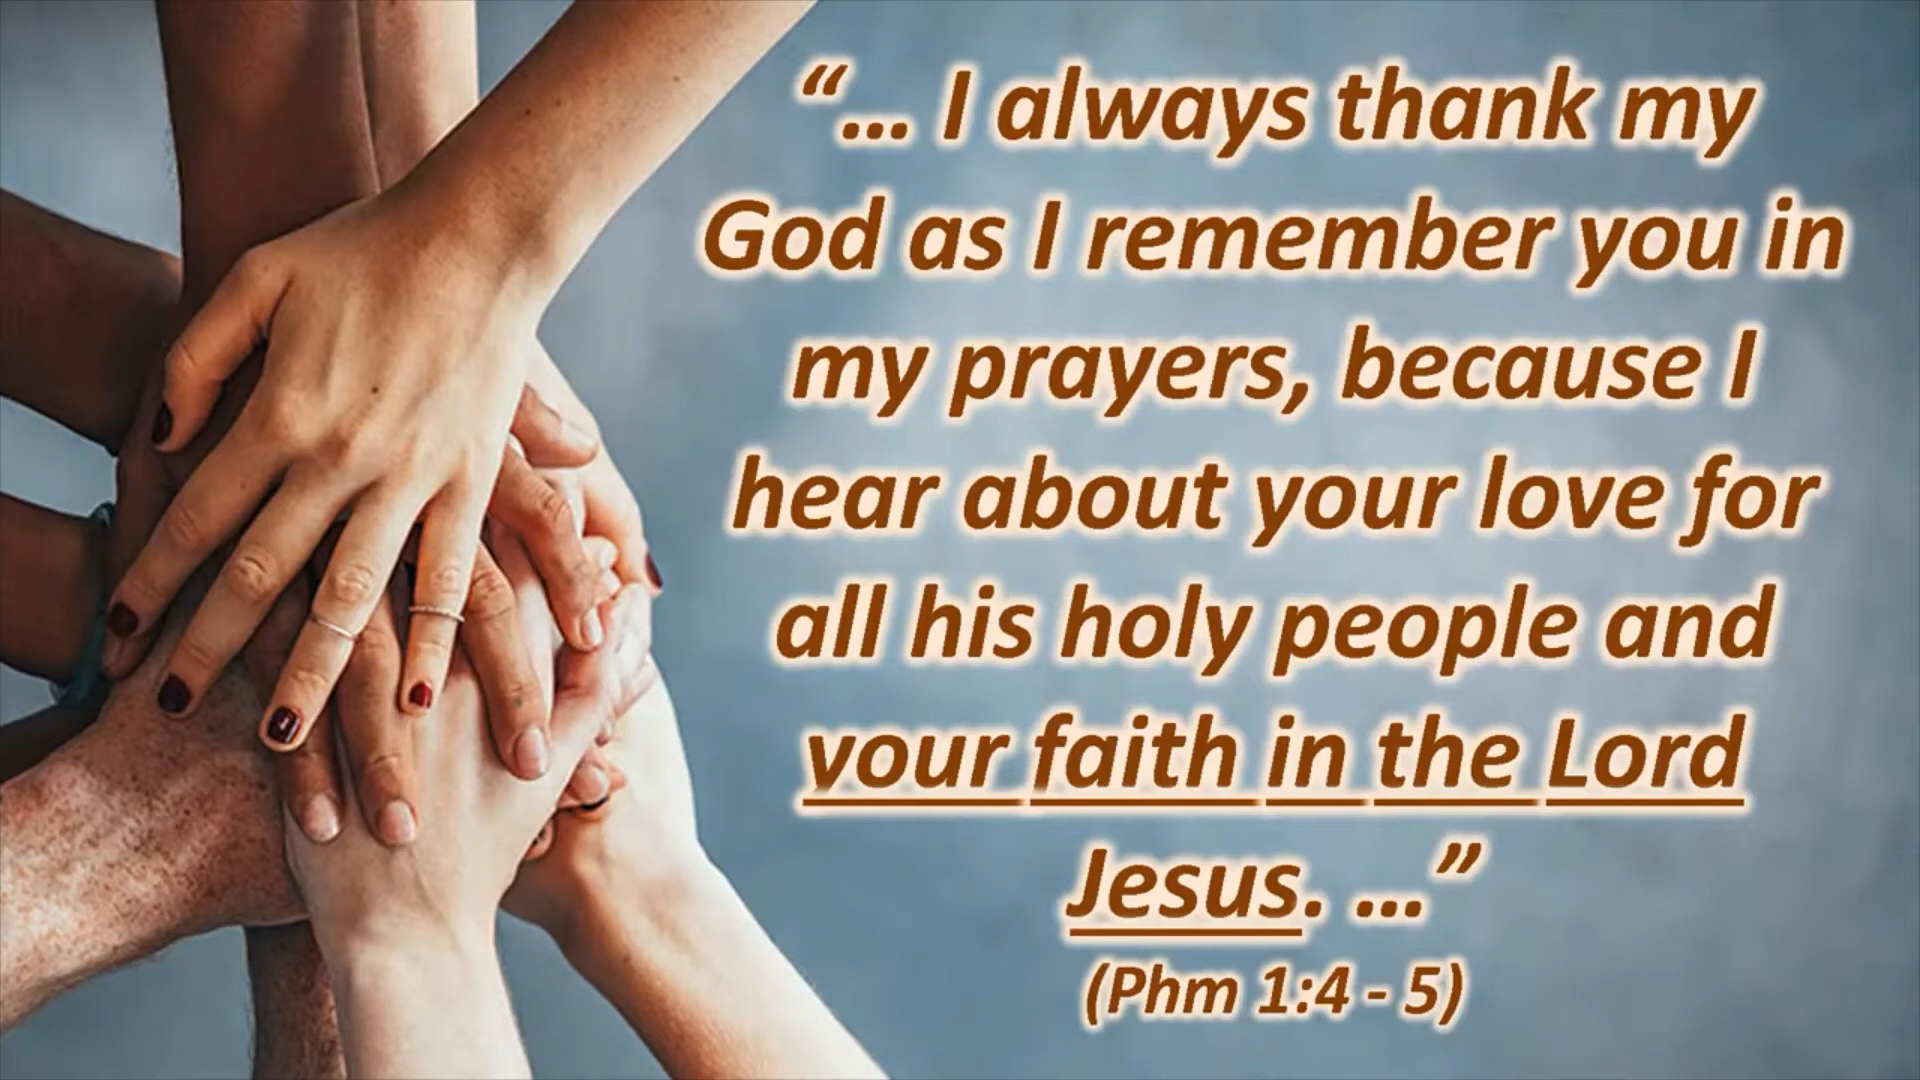 “... I always thank my
God as I remember you in
my prayers, because I
hear about your love for
all his holy people and
your faith in the Lord
Jesus. ...”
(Phm 1:4 - 5)